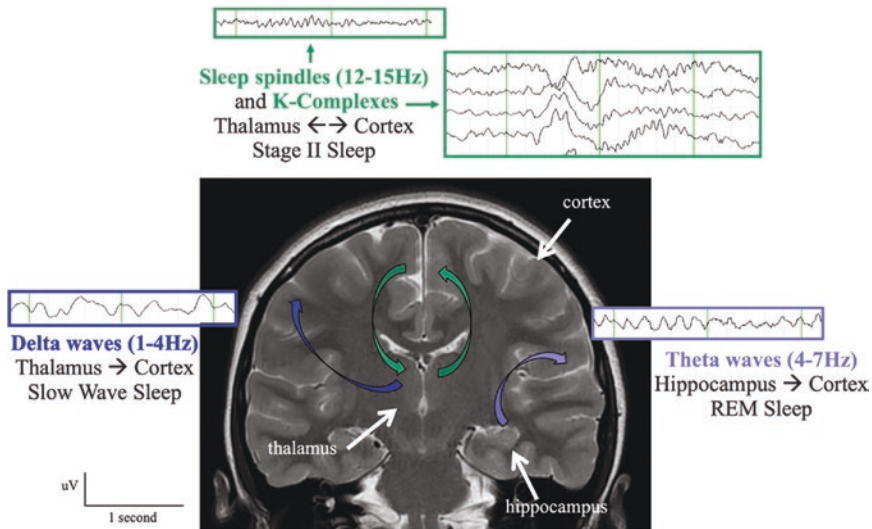 Sleep spindles (12-15Hz)
and K-Complexes
Thalamus ←→ Cortex
Stage II Sleep
cortex
Delta waves (1-4Hz)
Thalamus → Cortex
Slow Wave Sleep
Theta waves (4-7Hz)
Hippocampus → Cortex
REM Sleep
thalamus
hippocampus
uV
1 second